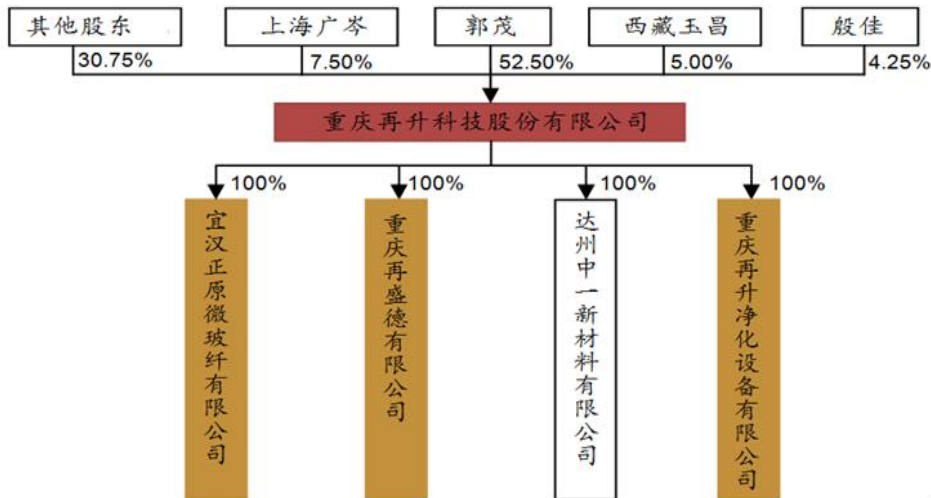 其他股东
上海广岑
郭茂
西藏玉昌
殷佳
30.75%
7.50%
52.50%
5.00%
4.25%
重庆再升科技股份有限公司
100%
100%
100%
100%
宜汉正原微玻纤有限公司
重庆再盛德有限公司
达州中一新材料有限公司
重庆再升净化设备有限公司